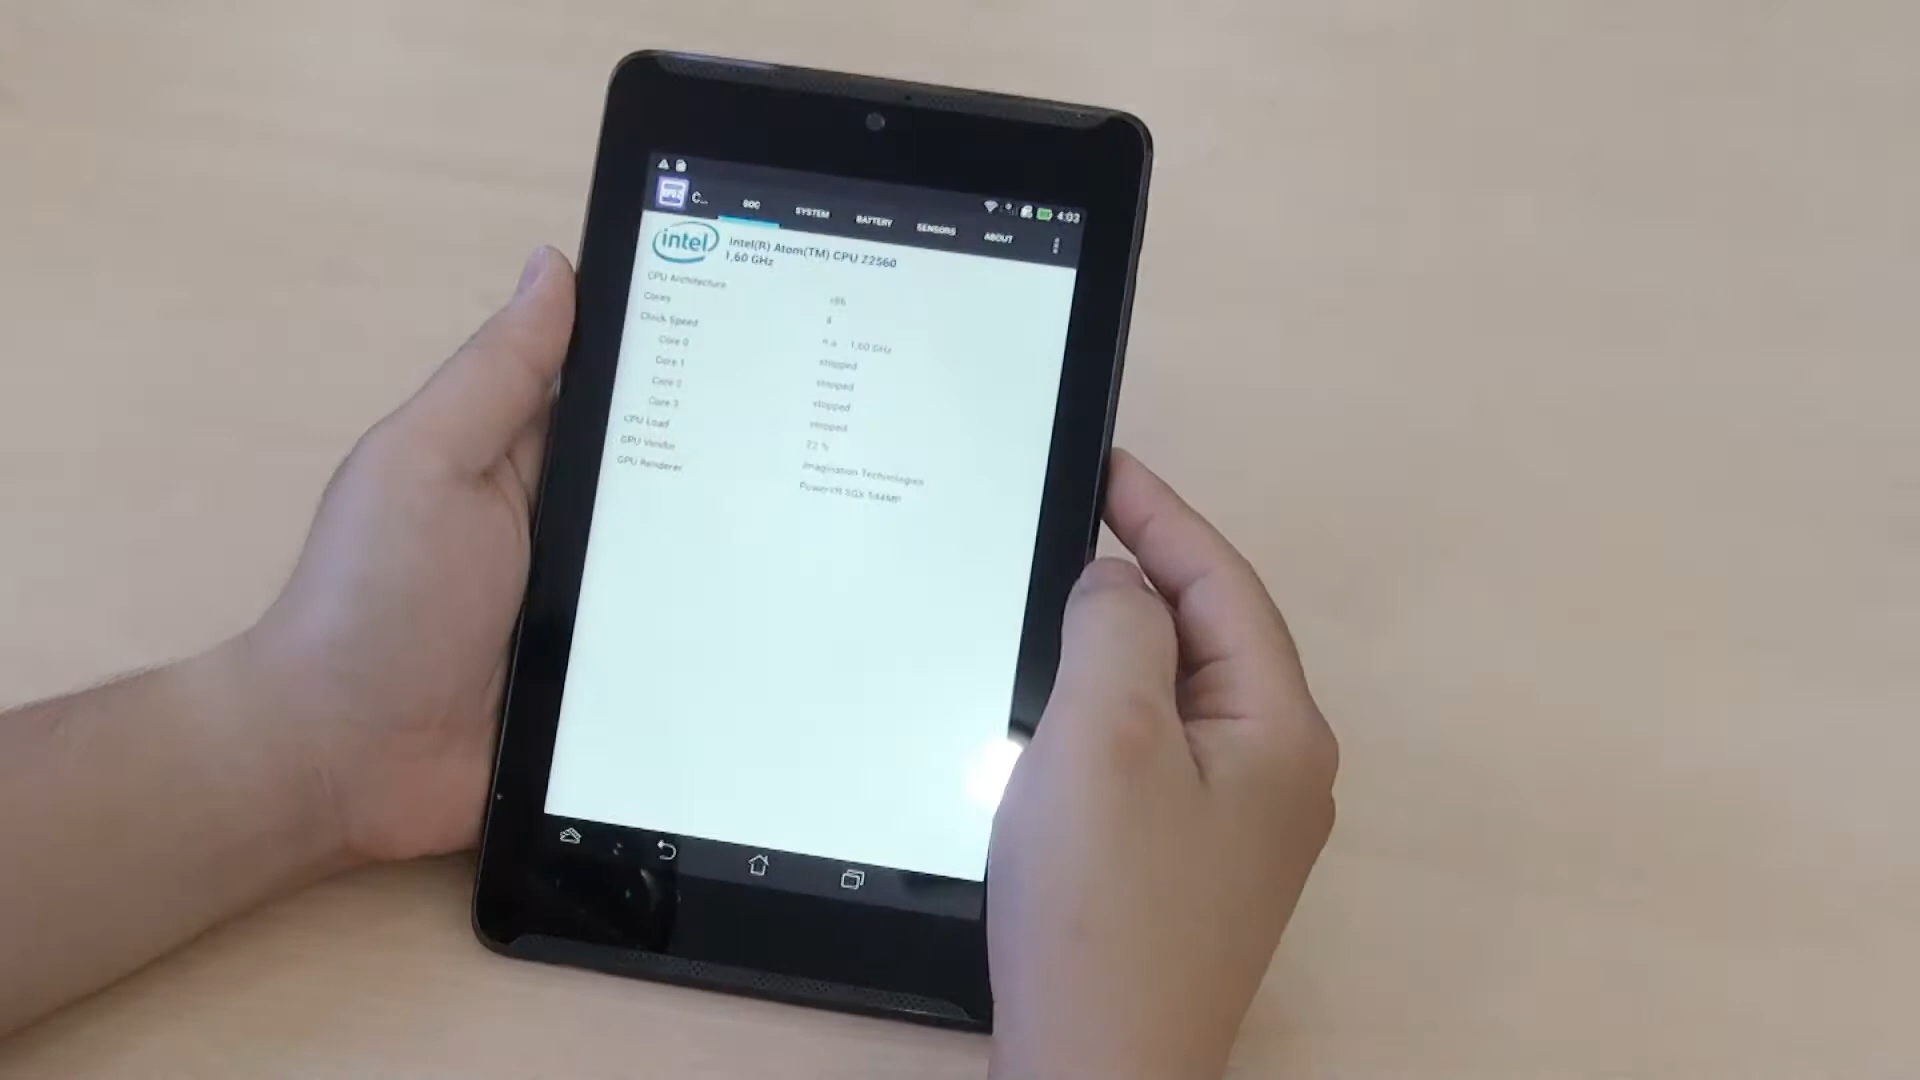 4:03
CPU-Z
C...
SOC
SYSTEM
BATTERY
SENSORS
ABOUT
intel
Intel(R) Atom(TM) CPU Z2560
1,60 GHz
CPU Architecture
x86
Cores
4
Clock Speed
n.a. - 1,60 GHz
Core 0
stopped
Core 1
stopped
Core 2
stopped
Core 3
stopped
CPU Load
22 %
GPU Vendor
Imagination Technologies
GPU Renderer
PowerVR SGX 544MP